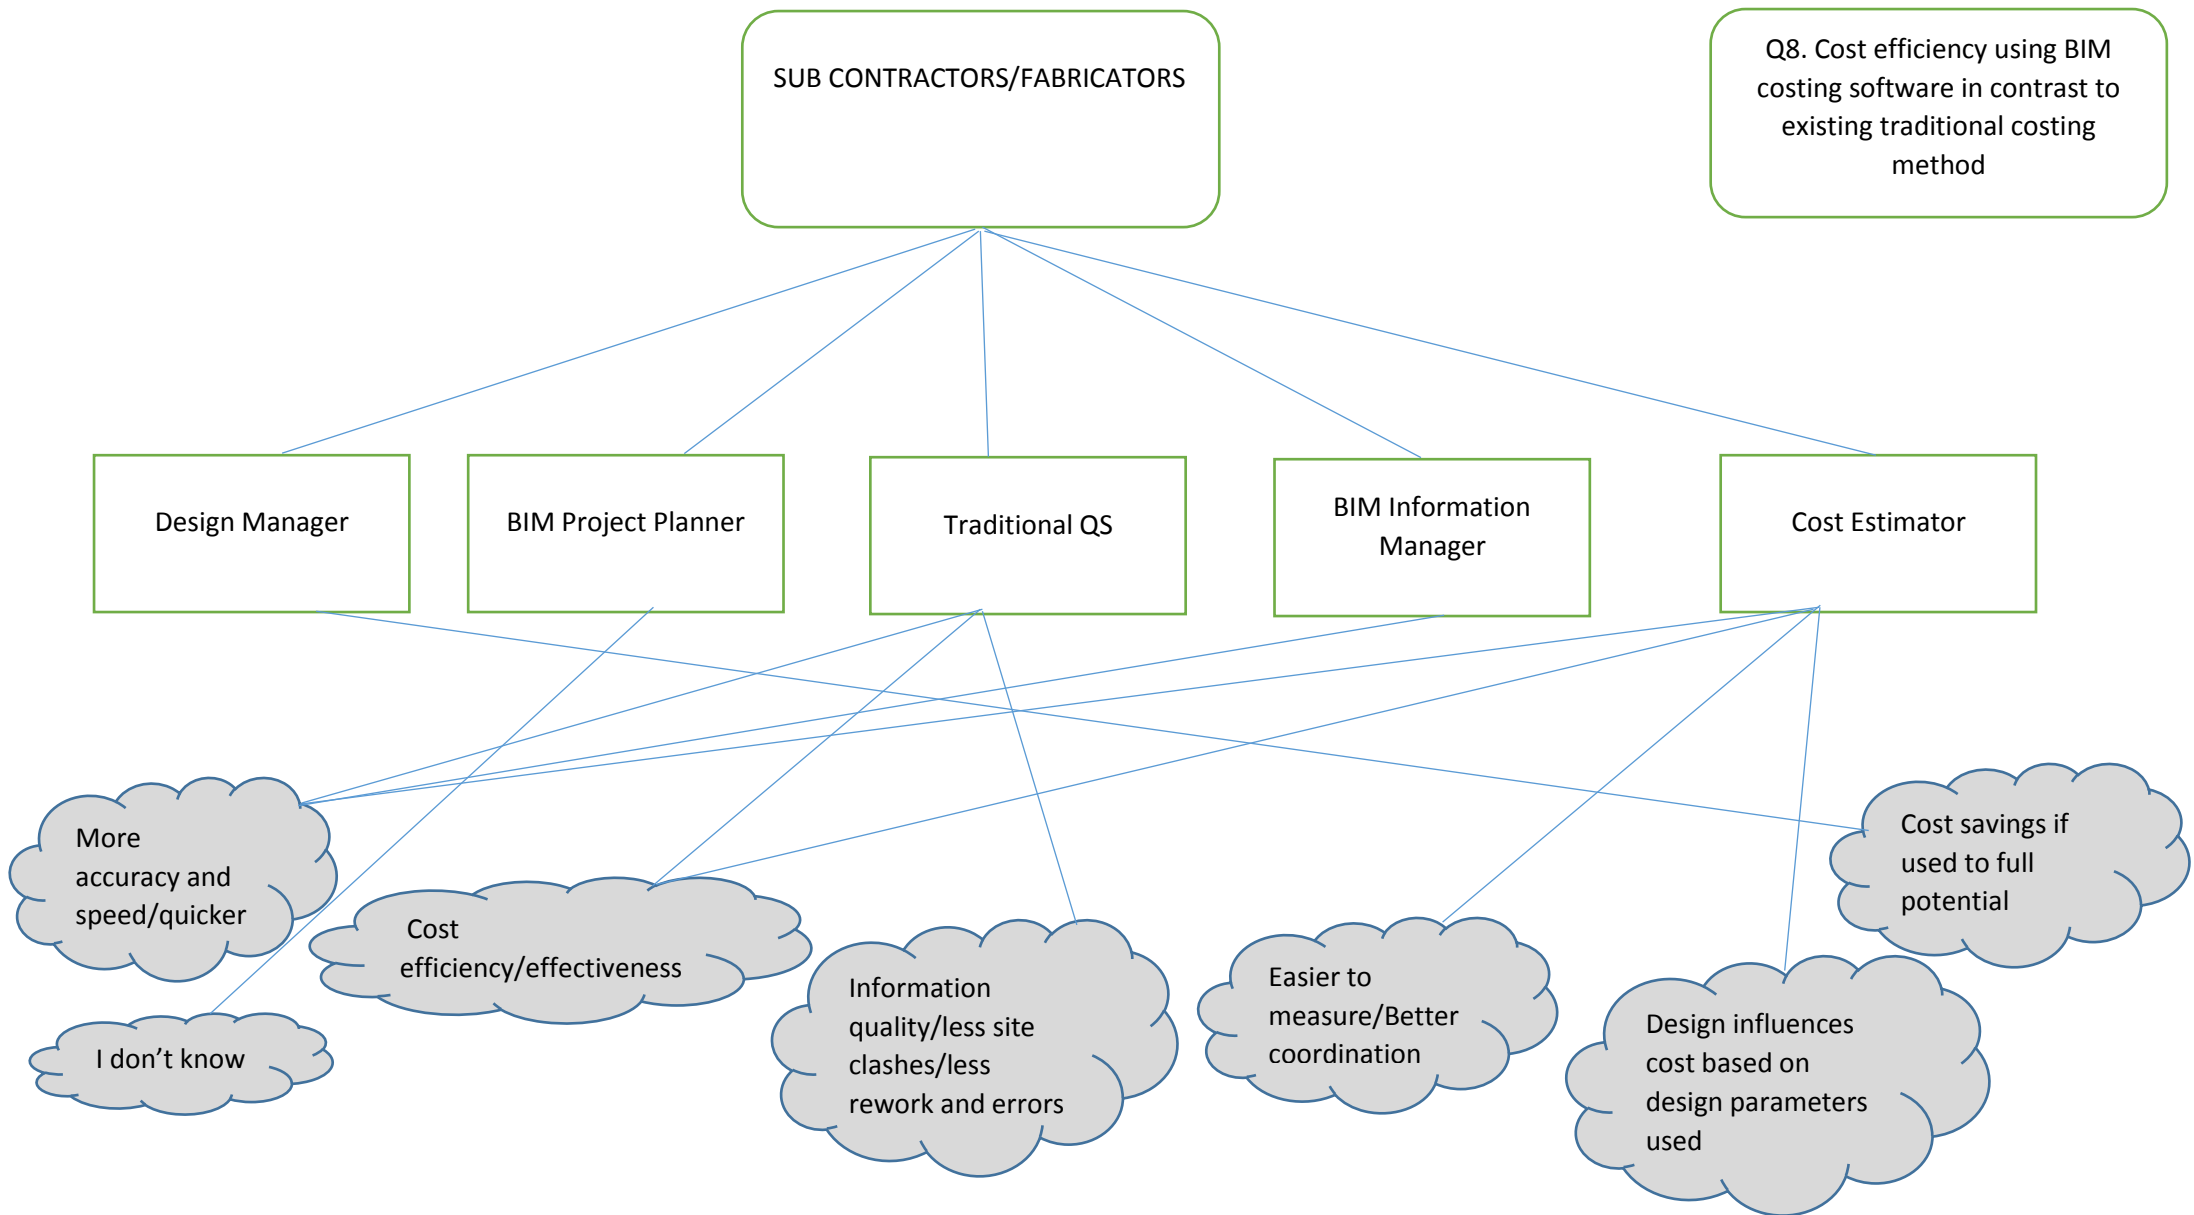 SUB CONTRACTORS/FABRICATORS
Q8. Cost efficiency using BIM
costing software in contrast to
existing traditional costing
method
Design Manager
BIM Project Planner
Traditional QS
BIM Information
Manager
Cost Estimator
More
accuracy and
speed/quicker
I don’t know
Cost
efficiency/effectiveness
Information
quality/less site
clashes/less
rework and errors
Easier to
measure/Better
coordination
Design influences
cost based on
design parameters
used
Cost savings if
used to full
potential